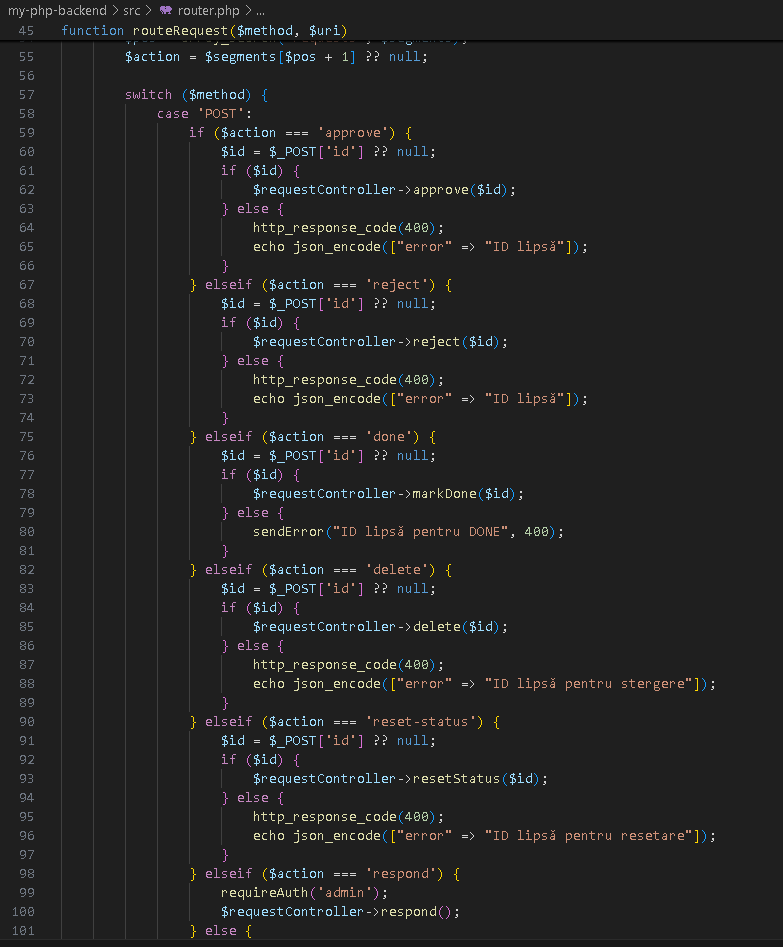 my-php-backend > src > router.php > ...
45 function routeRequest($method, $uri)
55 $action = $segments[$pos + 1] ?? null;
56
57 switch ($method) {
58 case 'POST':
59 if ($action === 'approve') {
60 $id = $_POST['id'] ?? null;
61 if ($id) {
62 $requestController->approve($id);
63 } else {
64 http_response_code(400);
65 echo json_encode(["error" => "ID lipsă"]);
66 }
67 } elseif ($action === 'reject') {
68 $id = $_POST['id'] ?? null;
69 if ($id) {
70 $requestController->reject($id);
71 } else {
72 http_response_code(400);
73 echo json_encode(["error" => "ID lipsă"]);
74 }
75 } elseif ($action === 'done') {
76 $id = $_POST['id'] ?? null;
77 if ($id) {
78 $requestController->markDone($id);
79 } else {
80 sendError("ID lipsă pentru DONE", 400);
81 }
82 } elseif ($action === 'delete') {
83 $id = $_POST['id'] ?? null;
84 if ($id) {
85 $requestController->delete($id);
86 } else {
87 http_response_code(400);
88 echo json_encode(["error" => "ID lipsă pentru stergere"]);
89 }
90 } elseif ($action === 'reset-status') {
91 $id = $_POST['id'] ?? null;
92 if ($id) {
93 $requestController->resetStatus($id);
94 } else {
95 http_response_code(400);
96 echo json_encode(["error" => "ID lipsă pentru resetare"]);
97 }
98 } elseif ($action === 'respond') {
99 requireAuth('admin');
100 $requestController->respond();
101 } else {